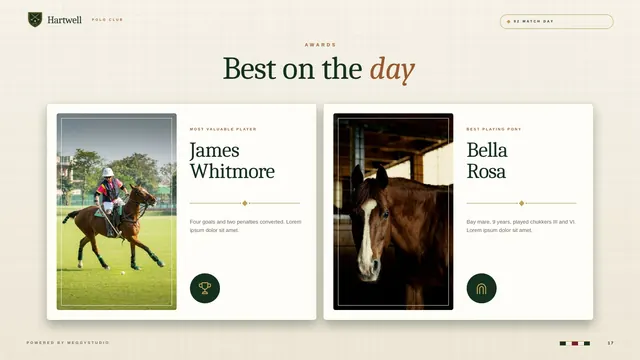 Hartwell
POLO CLUB
02 MATCH DAY
AWARDS
Best on the day
MOST VALUABLE PLAYER
James
Whitmore
Four goals and two penalties converted. Lorem
ipsum dolor sit amet.
BEST PLAYING PONY
Bella
Rosa
Bay mare, 9 years, played chukkers III and VI.
Lorem ipsum dolor sit amet.
POWERED BY MEGGYSTUDIO
17